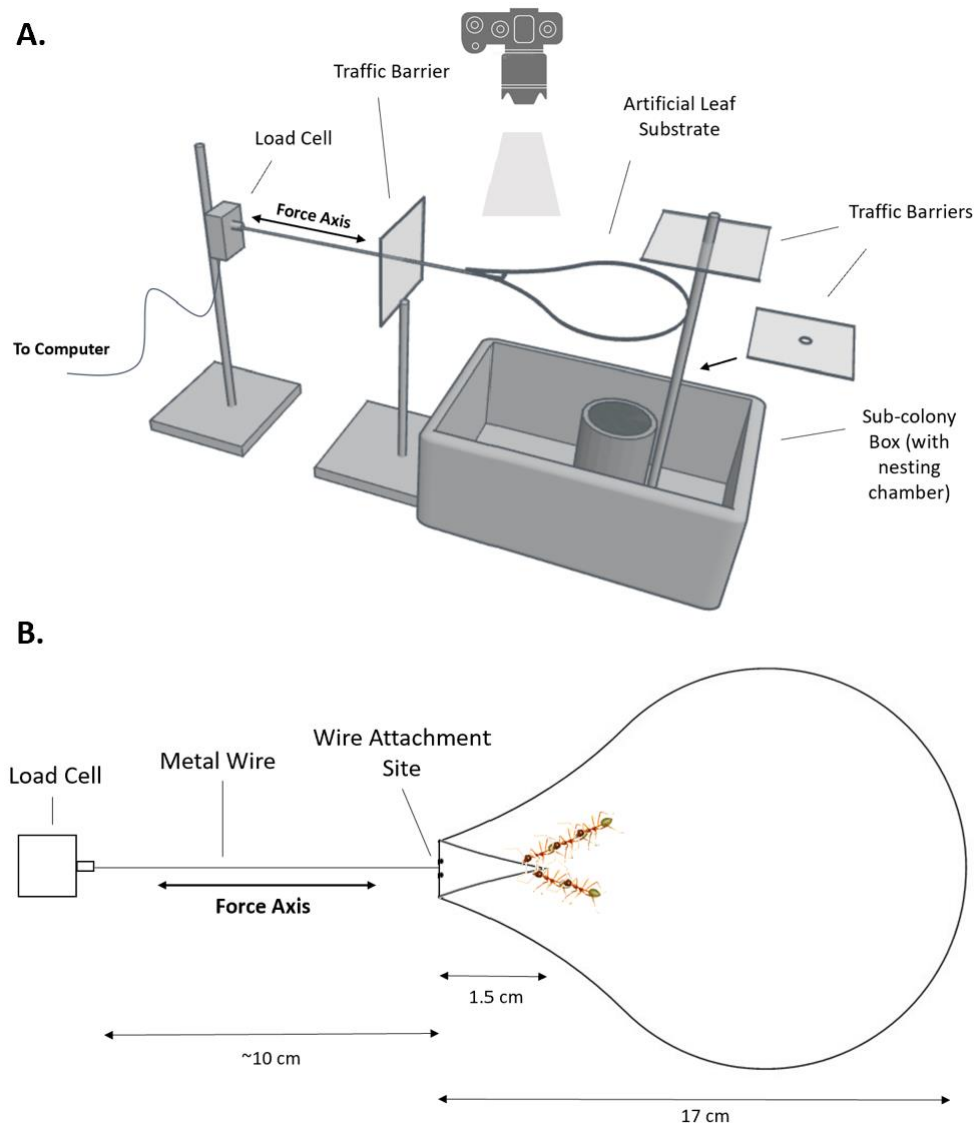 A.
Traffic Barrier
Artificial Leaf
Substrate
Load Cell
Force Axis
Traffic Barriers
To Computer
Sub-colony
Box (with
nesting
chamber)
B.
Wire Attachment
Site
Metal Wire
Load Cell
Force Axis
1.5 cm
~10 cm
17 cm